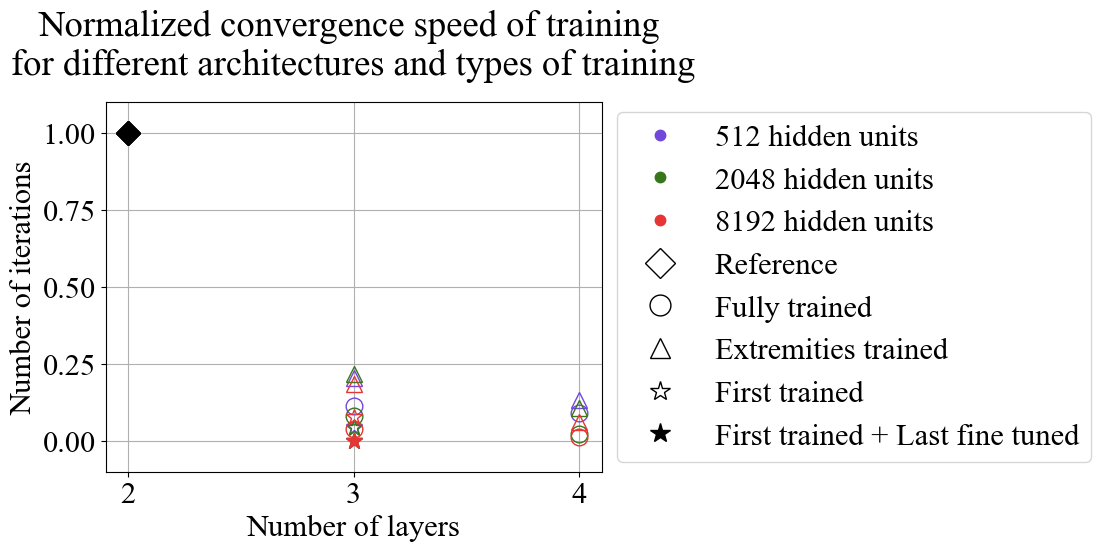 Normalized convergence speed of training
for different architectures and types of training
1.00
0.75
0.50
0.25
0.00
Number of iterations
2
3
4
Number of layers
512 hidden units
2048 hidden units
8192 hidden units
Reference
Fully trained
Extremities trained
First trained
First trained + Last fine tuned